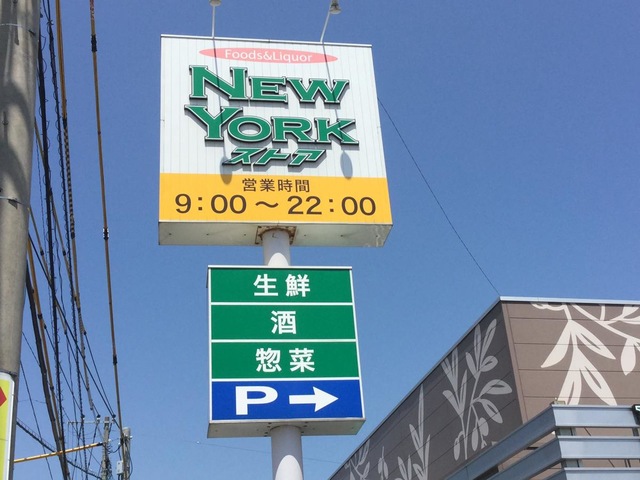 Foods&Liquor
NEW
YORK
ストア
営業時間
9:00～22:00
生鮮
酒
惣菜
P→